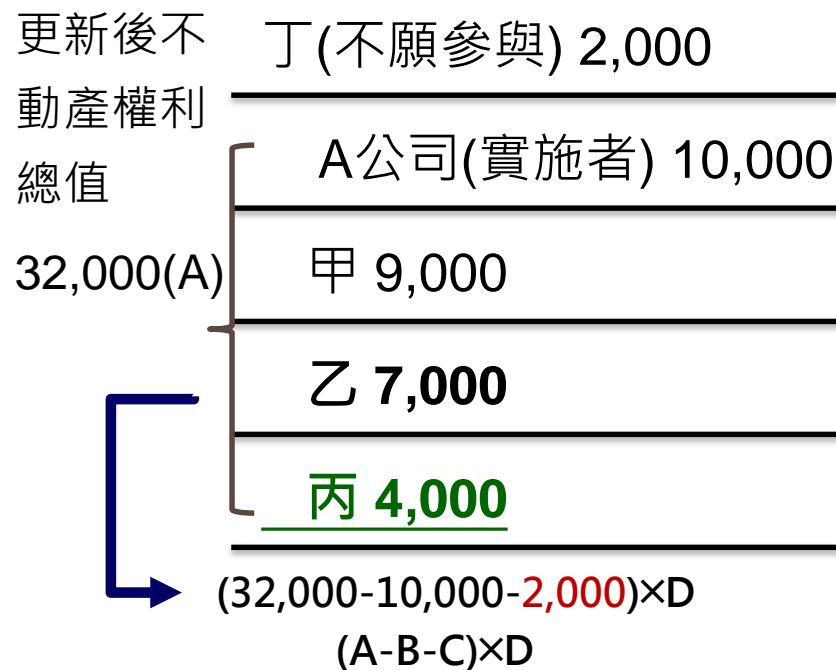 更新後不
動產權利
總值
32,000(A)
丁(不願參與) 2,000
A公司(實施者) 10,000
甲 9,000
乙 7,000
丙 4,000
(32,000-10,000-2,000)×D
(A-B-C)×D